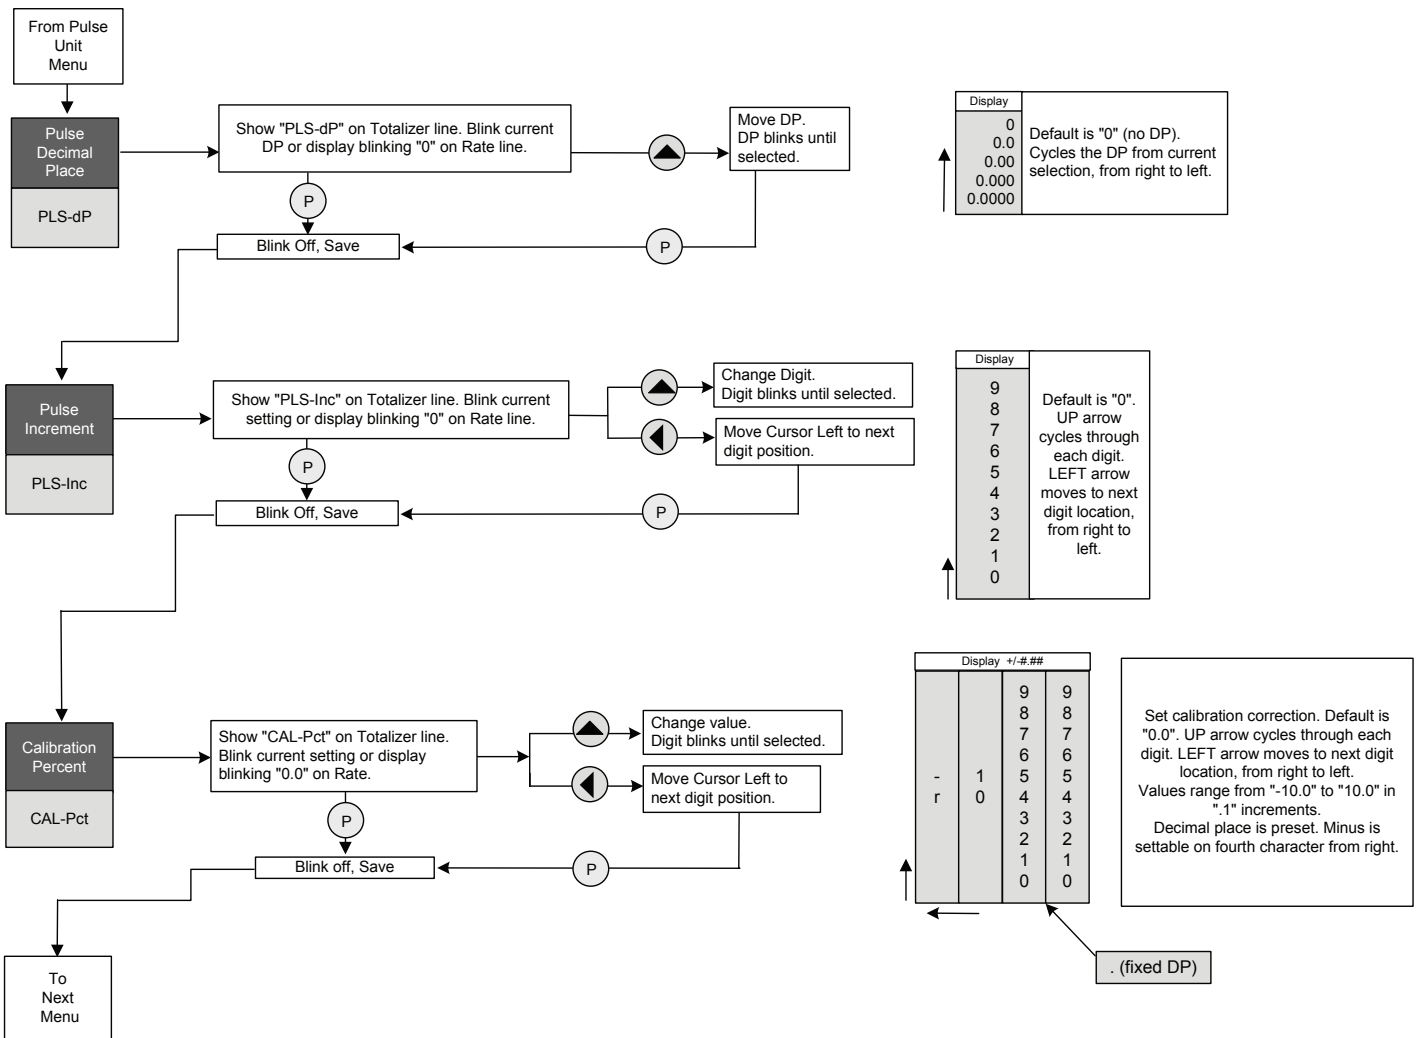 From Pulse
Unit
Menu
Pulse
Decimal
Place
PLS-dP
Show "PLS-dP" on Totalizer line. Blink current
DP or display blinking "0" on Rate line.
P
Blink Off, Save
Move DP.
DP blinks until
selected.
P
Display
0
0.0
0.00
0.000
0.0000
Default is "0" (no DP).
Cycles the DP from current
selection, from right to left.
Pulse
Increment
PLS-Inc
Show "PLS-Inc" on Totalizer line. Blink current
setting or display blinking "0" on Rate line.
P
Blink Off, Save
Change Digit.
Digit blinks until selected.
Move Cursor Left to next
digit position.
P
Display
9
8
7
6
5
4
3
2
1
0
Default is "0".
UP arrow
cycles through
each digit.
LEFT arrow
moves to next
digit location,
from right to
left.
Calibration
Percent
CAL-Pct
Show "CAL-Pct" on Totalizer line.
Blink current setting or display
blinking "0.0" on Rate.
P
Blink off, Save
Change value.
Digit blinks until selected.
Move Cursor Left to
next digit position.
P
Display +/-#.##
9 9
8 8
7 7
6 6
- 1 5 5
r 0 4 4
3 3
2 2
1 1
0 0
. (fixed DP)
Set calibration correction. Default is
"0.0". UP arrow cycles through each
digit. LEFT arrow moves to next digit
location, from right to left.
Values range from "-10.0" to "10.0" in
".1" increments.
Decimal place is preset. Minus is
settable on fourth character from right.
To
Next
Menu